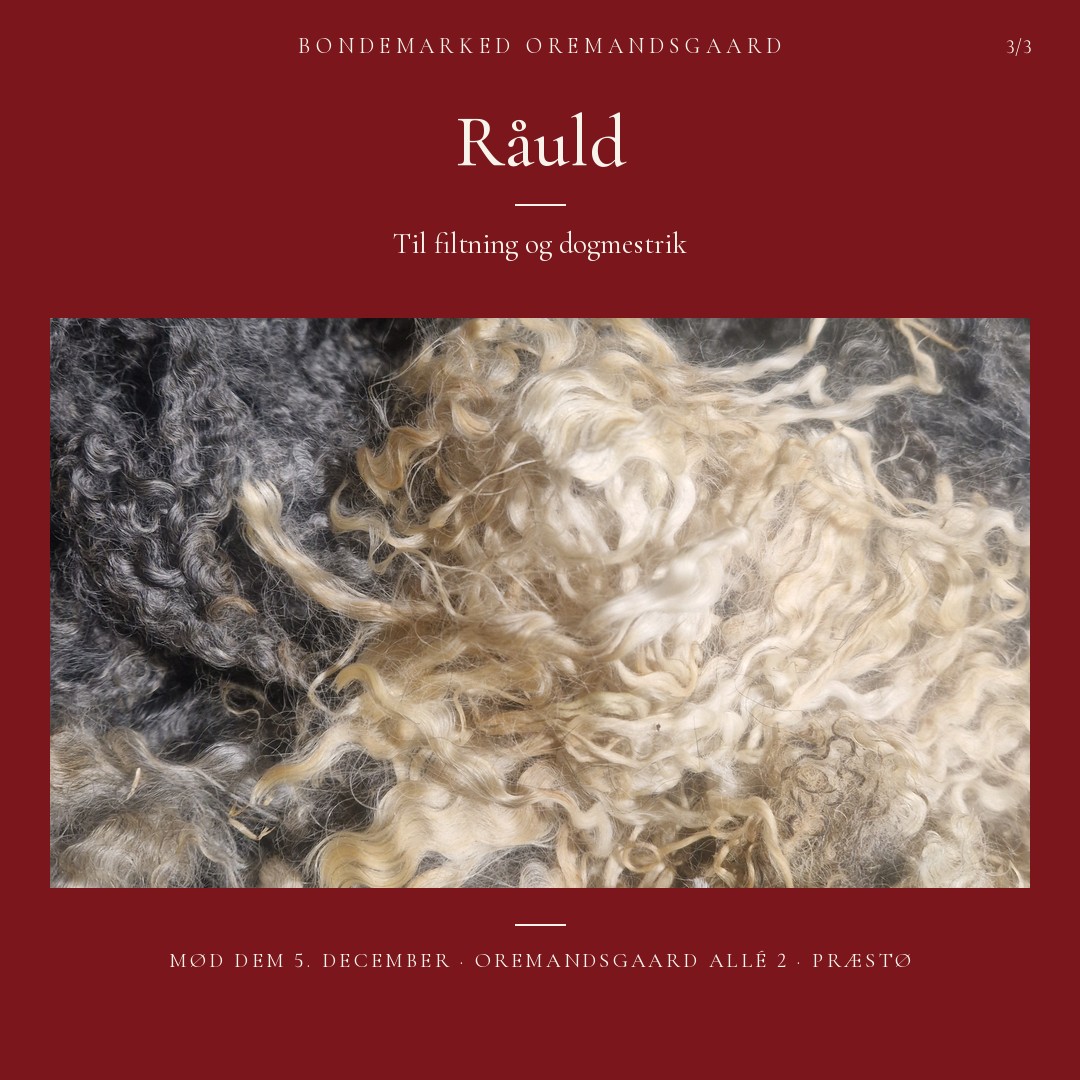 BONDEMARKED OREMANDSGAARD
3/3
Råuld
Til filtning og dogmestrik
MØD DEM 5. DECEMBER · OREMANDSGAARD ALLÉ 2 · PRÆSTØ